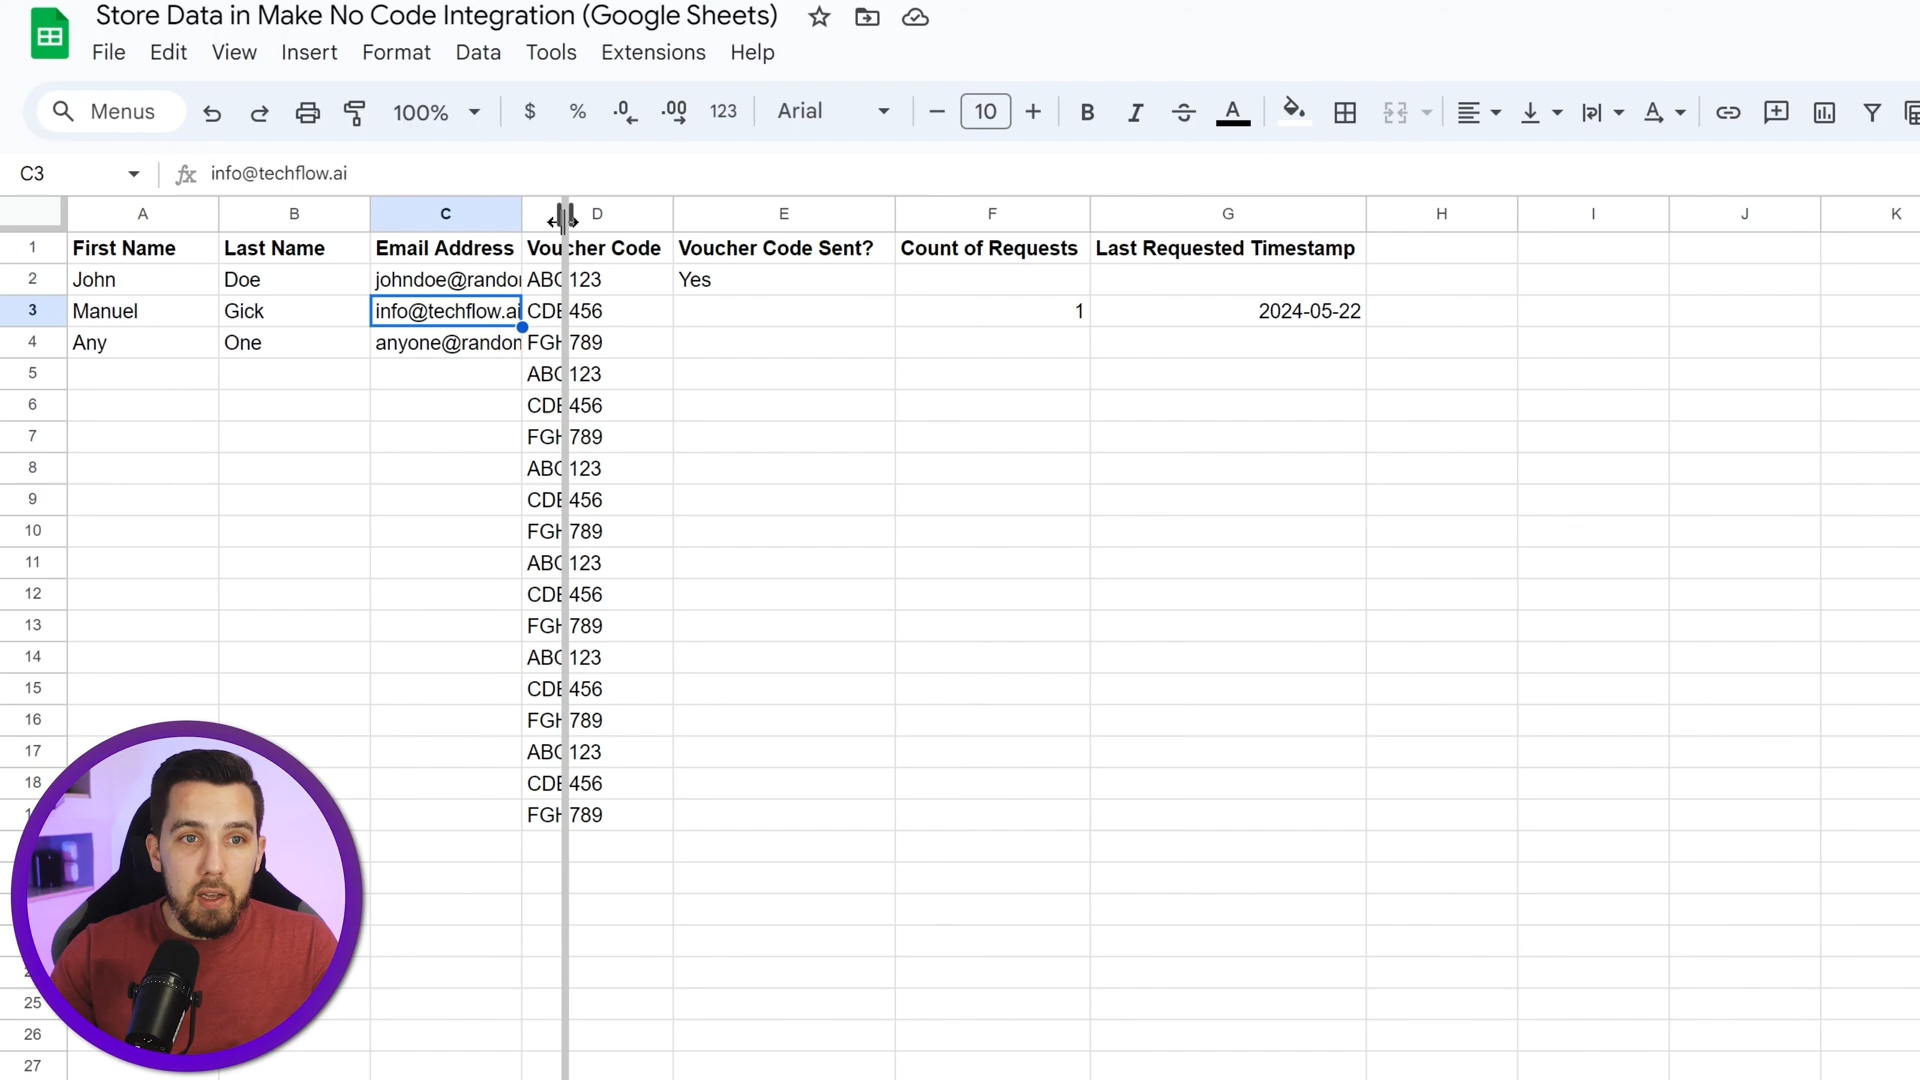 Store Data in Make No Code Integration (Google Sheets)
File Edit View Insert Format Data Tools Extensions Help
Menus 100% $ % .0 .00 123 Arial 10 B I S A
C3 fx info@techflow.ai
A B C D E F G H I J K
1 First Name Last Name Email Address Voucher Code Voucher Code Sent? Count of Requests Last Requested Timestamp
2 John Doe johndoe@rando ABC123 Yes
3 Manuel Gick info@techflow.ai CDE456 1 2024-05-22
4 Any One anyone@random FGH789
5 ABC123
6 CDE456
7 FGH789
8 ABC123
9 CDE456
10 FGH789
11 ABC123
12 CDE456
13 FGH789
14 ABC123
15 CDE456
16 FGH789
17 ABC123
18 CDE456
FGH789
25
26
27